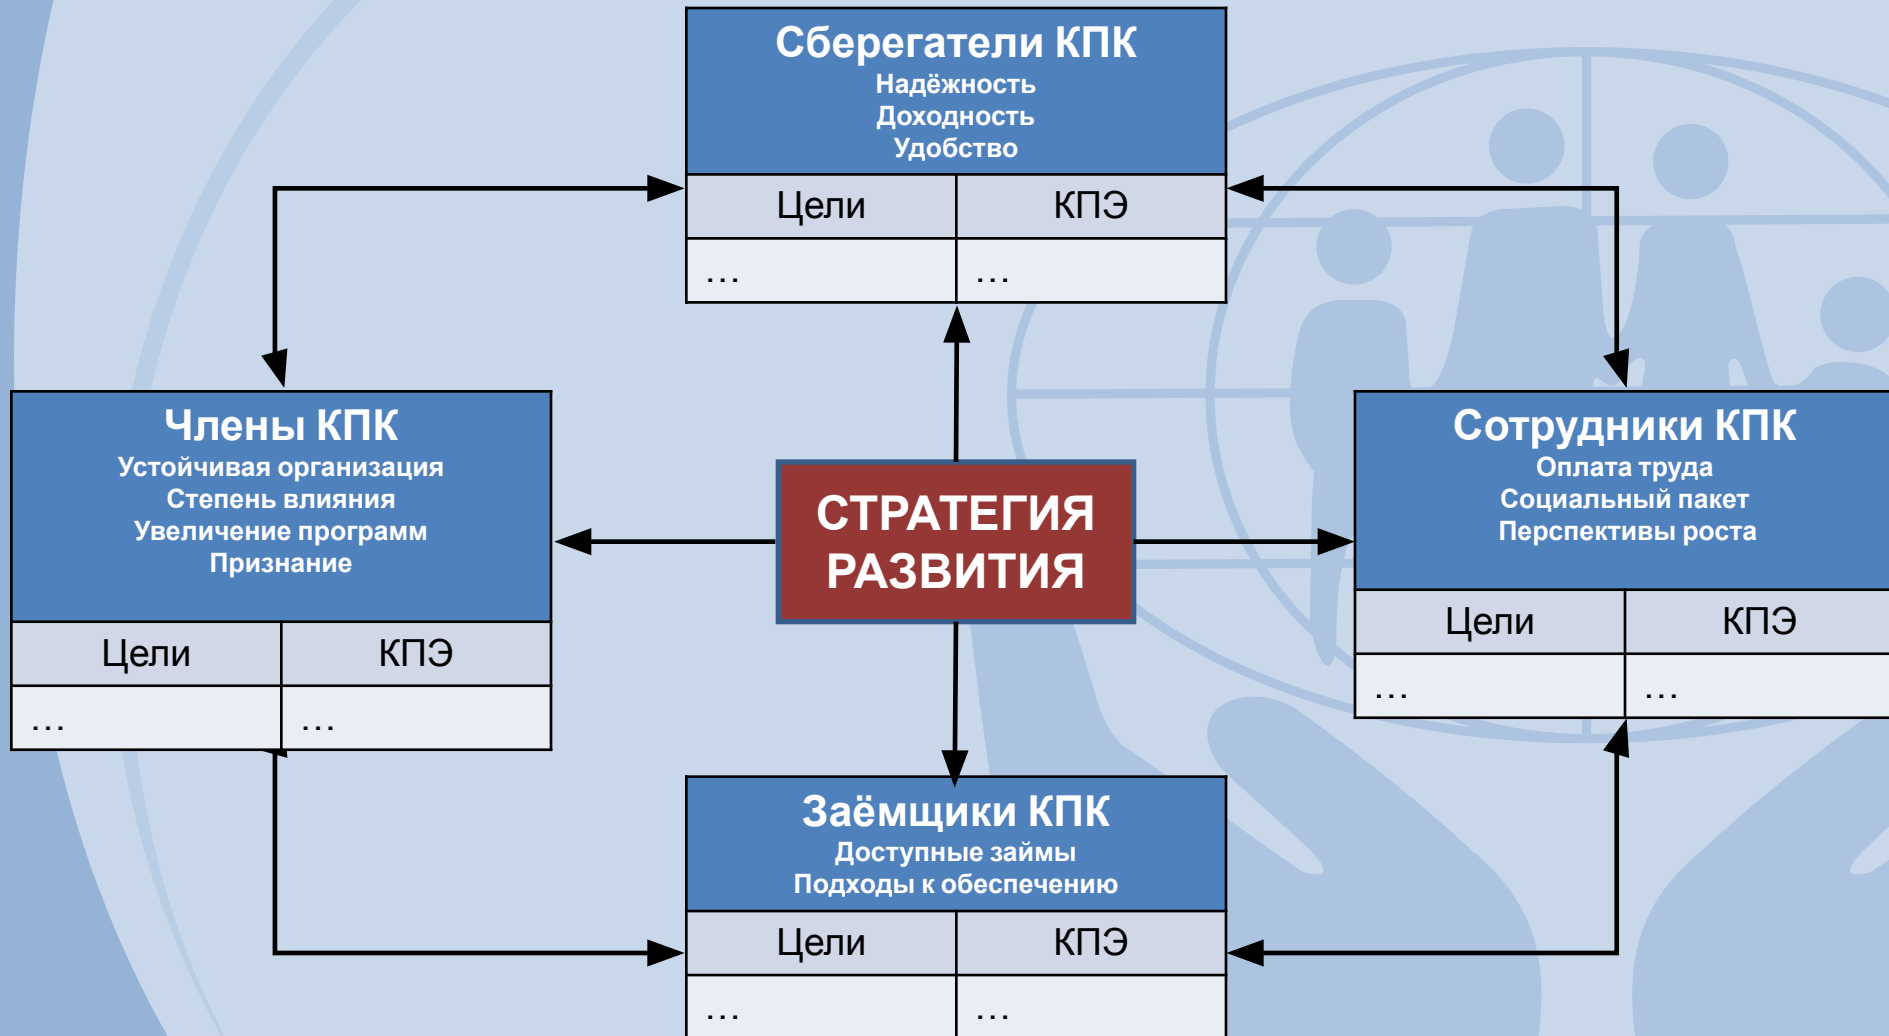 Сберегатели КПК
Надёжность
Доходность
Удобство
Цели КПЭ
... ...
Члены КПК
Устойчивая организация
Степень влияния
Увеличение программ
Признание
Цели КПЭ
... ...
СТРАТЕГИЯ
РАЗВИТИЯ
Сотрудники КПК
Оплата труда
Социальный пакет
Перспективы роста
Цели КПЭ
... ...
Заёмщики КПК
Доступные займы
Подходы к обеспечению
Цели КПЭ
... ...